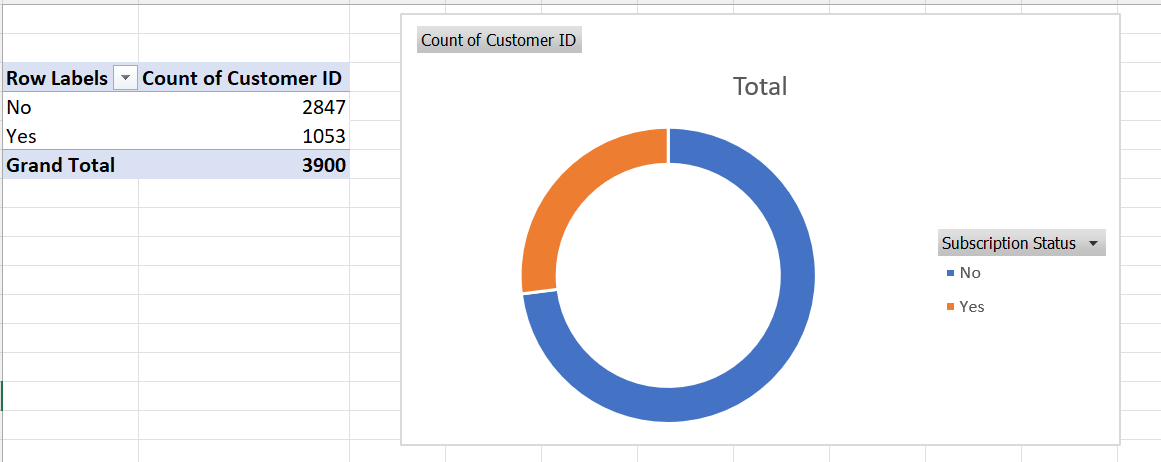 Row Labels Count of Customer ID
No 2847
Yes 1053
Grand Total 3900
Count of Customer ID
Total
Subscription Status
No
Yes